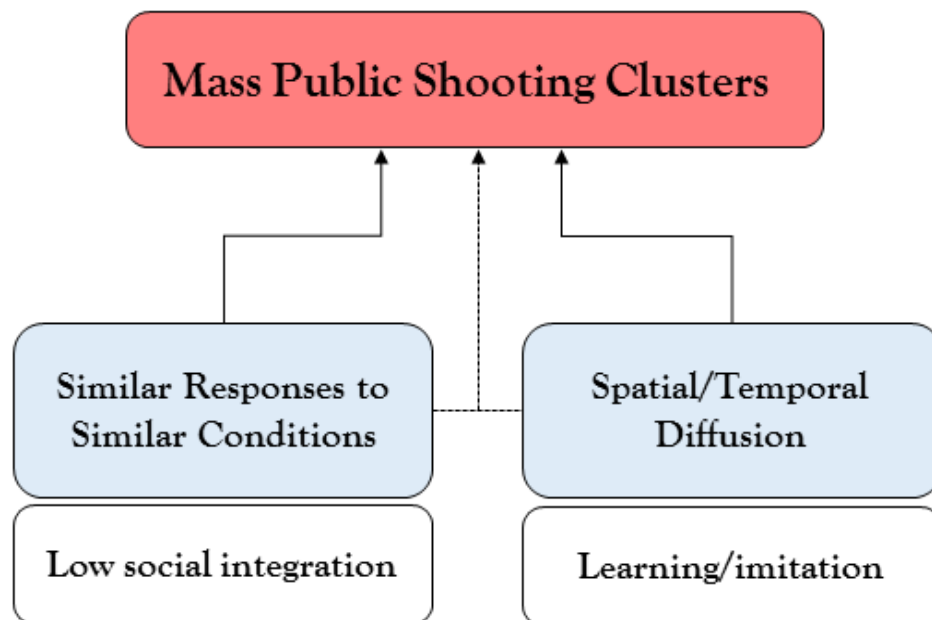 Mass Public Shooting Clusters
Similar Responses to
Similar Conditions
Spatial/Temporal
Diffusion
Low social integration
Learning/imitation